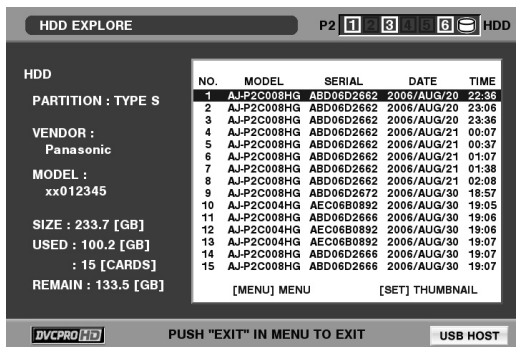 HDD EXPLORE
P2 1 2 3 4 5 6 HDD
HDD
PARTITION : TYPE S
VENDOR :
Panasonic
MODEL :
xx012345
SIZE : 233.7 [GB]
USED : 100.2 [GB]
: 15 [CARDS]
REMAIN : 133.5 [GB]
NO. MODEL SERIAL DATE TIME
1 AJ-P2C008HG ABD06D2662 2006/AUG/20 22:36
2 AJ-P2C008HG ABD06D2662 2006/AUG/20 23:06
3 AJ-P2C008HG ABD06D2662 2006/AUG/20 23:36
4 AJ-P2C008HG ABD06D2662 2006/AUG/21 00:07
5 AJ-P2C008HG ABD06D2662 2006/AUG/21 00:37
6 AJ-P2C008HG ABD06D2662 2006/AUG/21 01:07
7 AJ-P2C008HG ABD06D2662 2006/AUG/21 01:38
8 AJ-P2C008HG ABD06D2662 2006/AUG/21 02:08
9 AJ-P2C008HG ABD06D2672 2006/AUG/30 18:57
10 AJ-P2C004HG AEC06B0892 2006/AUG/30 19:05
11 AJ-P2C008HG ABD06D2666 2006/AUG/30 19:06
12 AJ-P2C004HG AEC06B0892 2006/AUG/30 19:06
13 AJ-P2C004HG AEC06B0892 2006/AUG/30 19:07
14 AJ-P2C008HG ABD06D2666 2006/AUG/30 19:07
15 AJ-P2C008HG ABD06D2666 2006/AUG/30 19:07
[MENU] MENU [SET] THUMBNAIL
DVCPRO HD PUSH "EXIT" IN MENU TO EXIT USB HOST